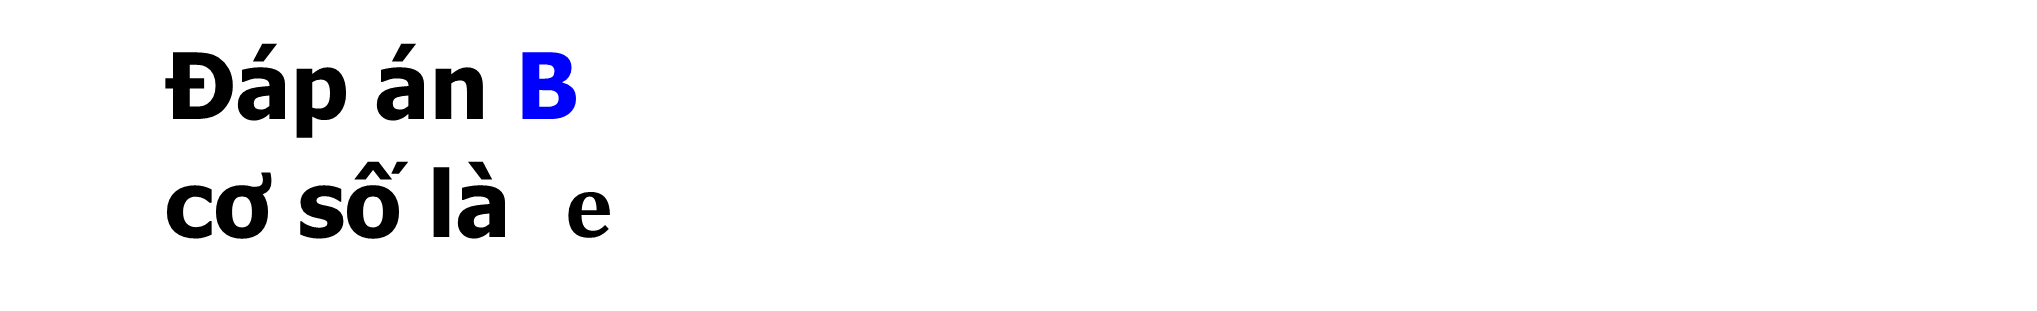 Đáp án B
cơ số là e